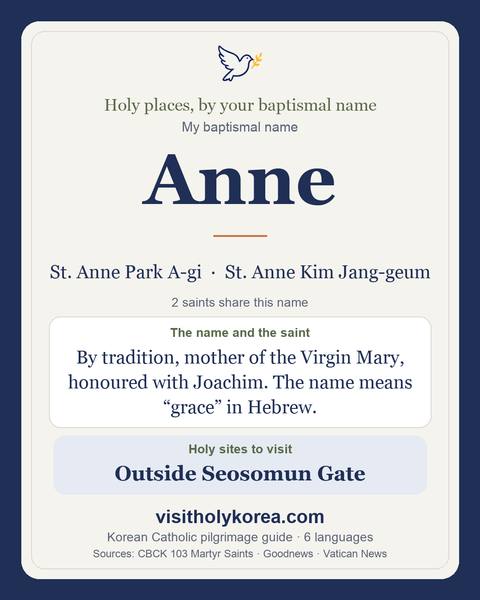 Holy places, by your baptismal name
My baptismal name
Anne
St. Anne Park A-gi · St. Anne Kim Jang-geum
2 saints share this name
The name and the saint
By tradition, mother of the Virgin Mary,
honoured with Joachim. The name means
“grace” in Hebrew.
Holy sites to visit
Outside Seosomun Gate
visitholykorea.com
Korean Catholic pilgrimage guide · 6 languages
Sources: CBCK 103 Martyr Saints · Goodnews · Vatican News